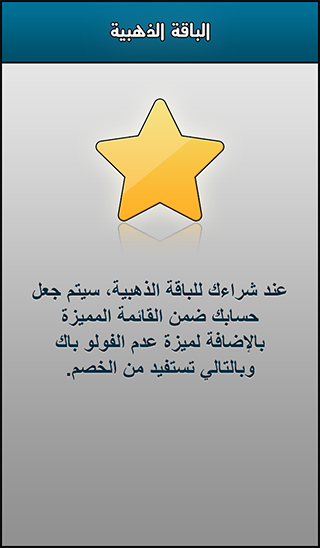 الباقة الذهبية
عند شراءك للباقة الذهبية، سيتم جعل
حسابك ضمن القائمة المميزة
بالإضافة لميزة عدم الفولو باك
وبالتالي تستفيد من الخصم.